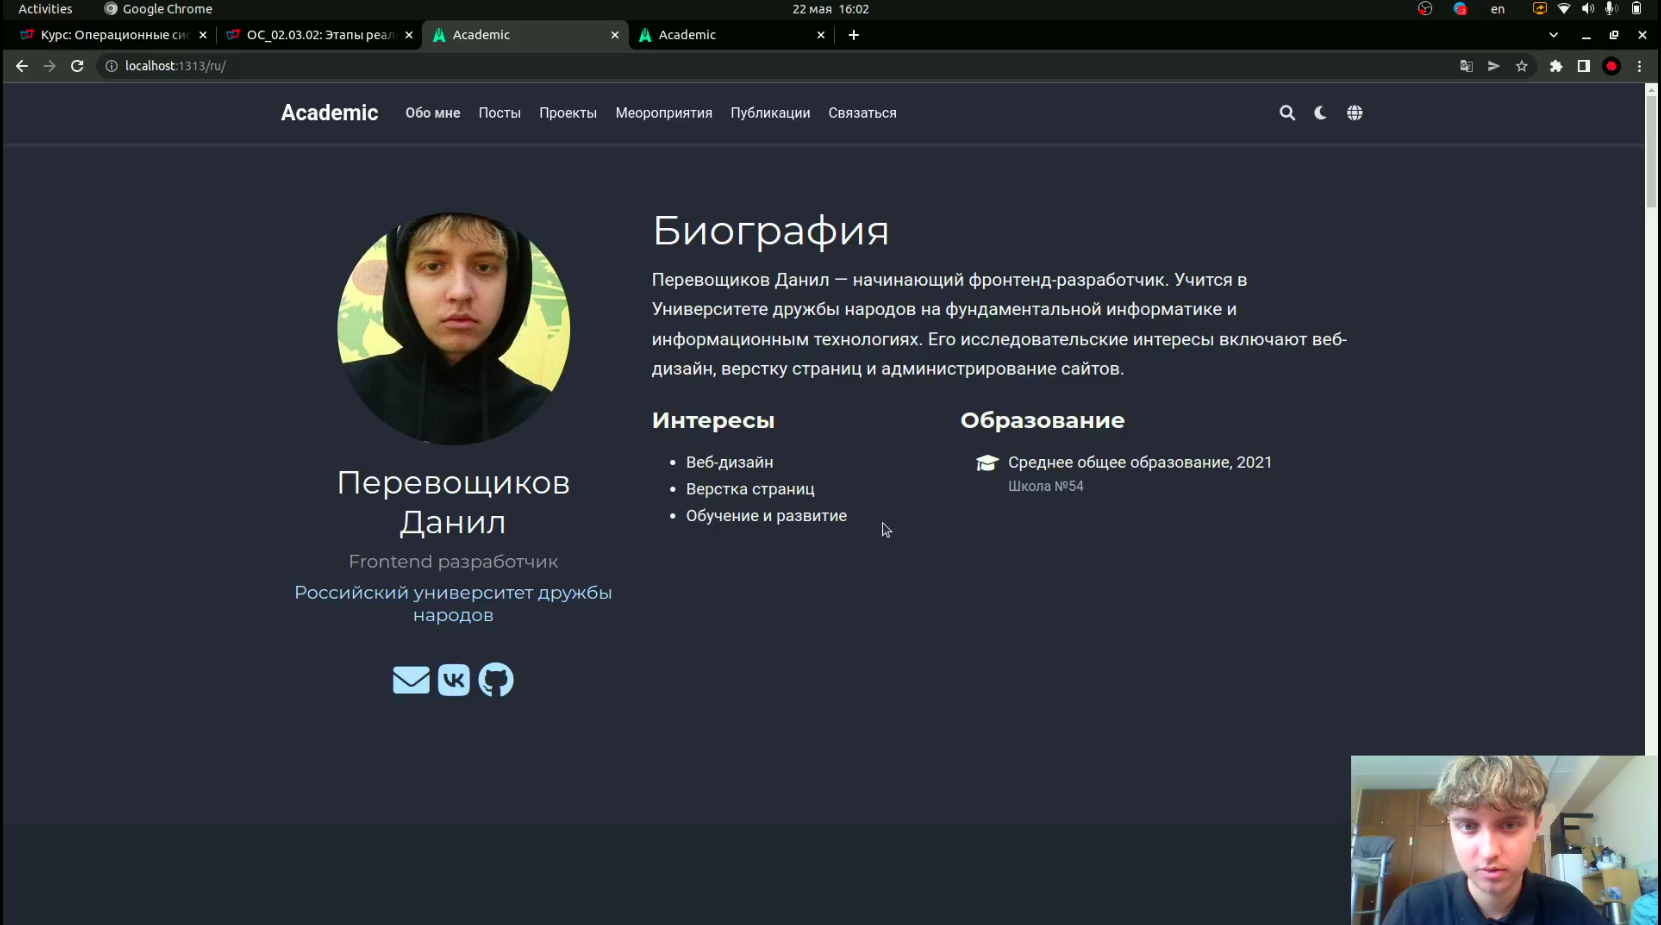 Activities
Google Chrome
22 мая 16:02
en
Курс: Операционные сис
ОС_02.03.02: Этапы реал
Academic
Academic
localhost:1313/ru/
Academic
Обо мне
Посты
Проекты
Меороприятия
Публикации
Связаться
Биография
Перевощиков Данил — начинающий фронтенд-разработчик. Учится в
Университете дружбы народов на фундаментальной информатике и
информационным технологиях. Его исследовательские интересы включают веб-
дизайн, верстку страниц и администрирование сайтов.
Интересы
Веб-дизайн
Верстка страниц
Обучение и развитие
Образование
Среднее общее образование, 2021
Школа №54
Перевощиков
Данил
Frontend разработчик
Российский университет дружбы
народов